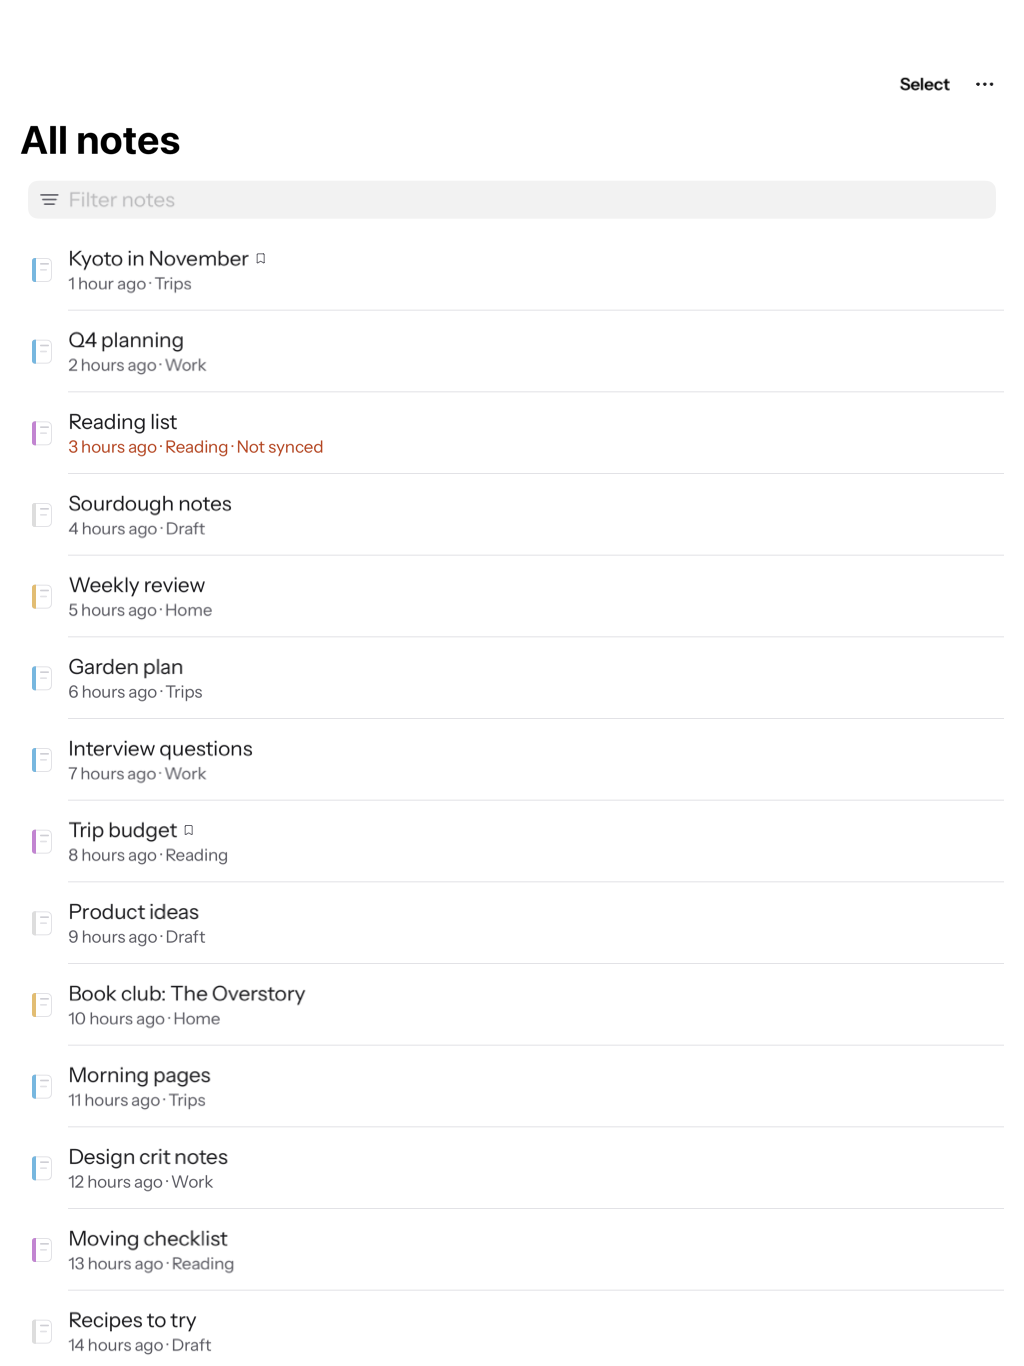 Select
All notes
Filter notes
Kyoto in November
1 hour ago · Trips
Q4 planning
2 hours ago · Work
Reading list
3 hours ago · Reading · Not synced
Sourdough notes
4 hours ago · Draft
Weekly review
5 hours ago · Home
Garden plan
6 hours ago · Trips
Interview questions
7 hours ago · Work
Trip budget
8 hours ago · Reading
Product ideas
9 hours ago · Draft
Book club: The Overstory
10 hours ago · Home
Morning pages
11 hours ago · Trips
Design crit notes
12 hours ago · Work
Moving checklist
13 hours ago · Reading
Recipes to try
14 hours ago · Draft